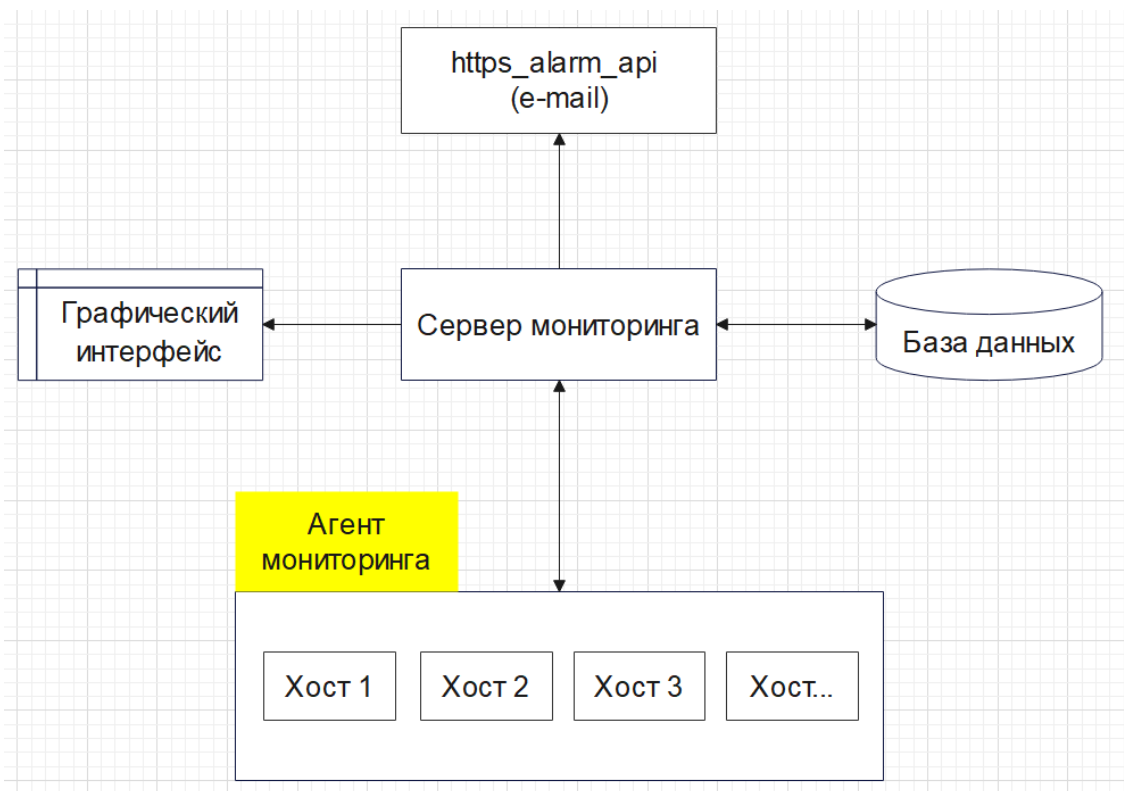 https_alarm_api
(e-mail)
Графический
интерфейс
Сервер мониторинга
База данных
Агент
мониторинга
Хост 1
Хост 2
Хост 3
Хост...